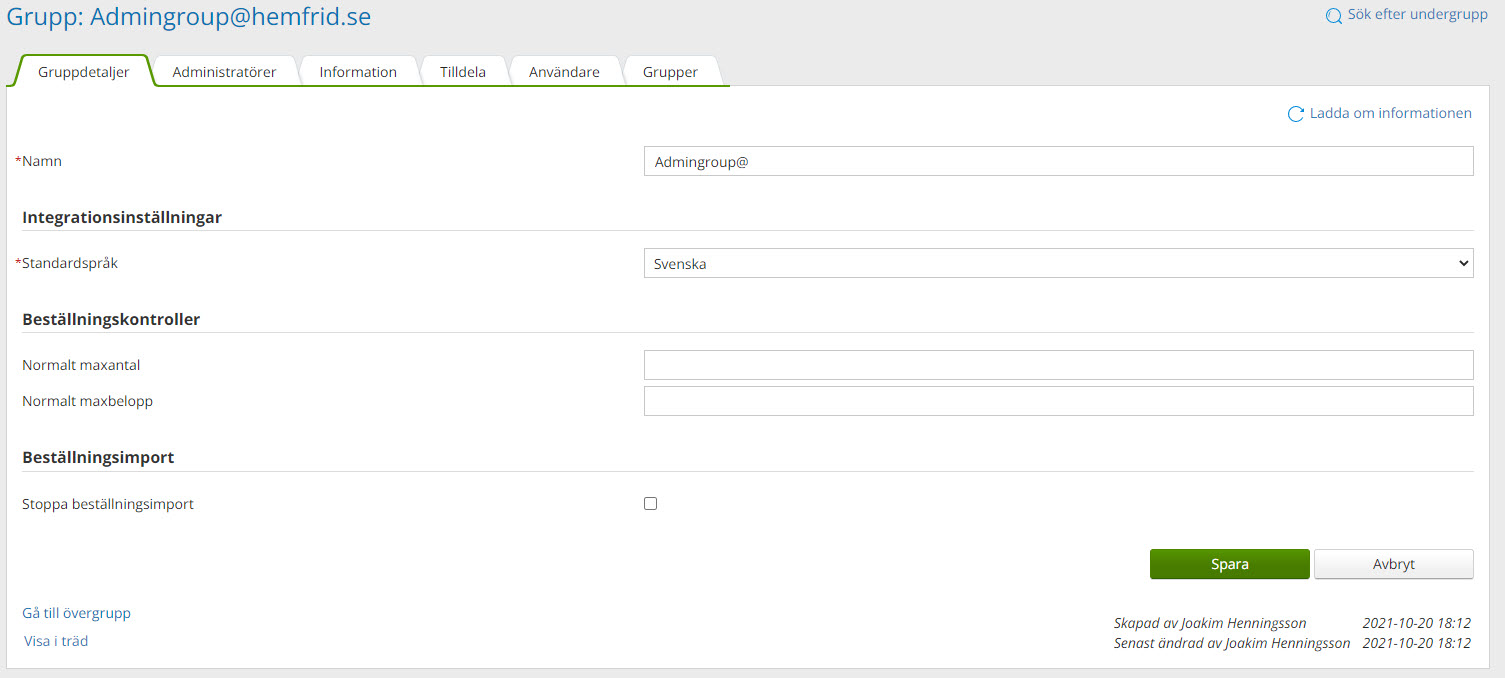 Grupp: Admingroup@hemfrid.se
Sök efter undergrupp
Gruppdetaljer Administratörer Information Tilldela Användare Grupper
Ladda om informationen
*Namn Admingroup@
Integrationsinställningar
*Standardspråk Svenska
Beställningskontroller
Normalt maxantal
Normalt maxbelopp
Beställningsimport
Stoppa beställningsimport
Spara Avbryt
Gå till övergrupp
Visa i träd
Skapad av Joakim Henningsson 2021-10-20 18:12
Senast ändrad av Joakim Henningsson 2021-10-20 18:12